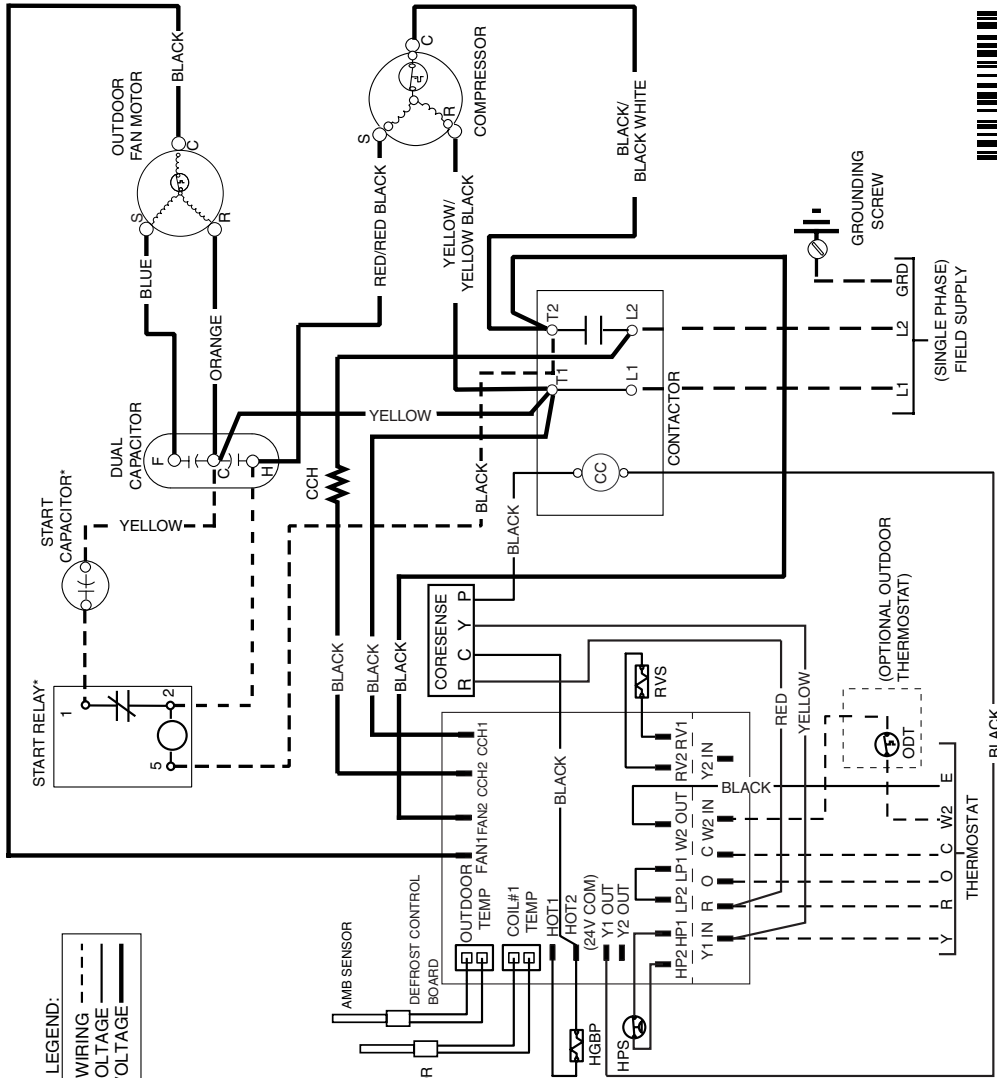 BLACK
OUTDOOR
FAN MOTOR
C
S
R
BLUE
ORANGE
COMPRESSOR
C
S
R
RED/RED BLACK
YELLOW/
YELLOW BLACK
BLACK/
BLACK WHITE
START
CAPACITOR*
YELLOW
DUAL
CAPACITOR
F
C
H
START RELAY*
1
2
5
YELLOW
CCH
BLACK
BLACK
BLACK
BLACK
BLACK
T2
T1
L2
L1
CC
CONTACTOR
GROUNDING
SCREW
GRD
L2
L1
(SINGLE PHASE)
FIELD SUPPLY
CORESENSE
R C Y P
LEGEND:
WIRING
OLTAGE
OLTAGE
AMB SENSOR
DEFROST CONTROL
BOARD
R
FAN1 FAN2 CCH2 CCH1
OUTDOOR
TEMP
COIL#1
TEMP
HOT1
HOT2
(24V COM)
Y1 OUT
Y2 OUT
BLACK
RVS
HP2 HP1 LP2 LP1 W2 OUT RV2 RV1
Y1 IN R O C W2 IN Y2 IN
HGBP
HPS
BLACK
RED
YELLOW
(OPTIONAL OUTDOOR
THERMOSTAT)
ODT
Y R O C W2 E
THERMOSTAT
BLACK